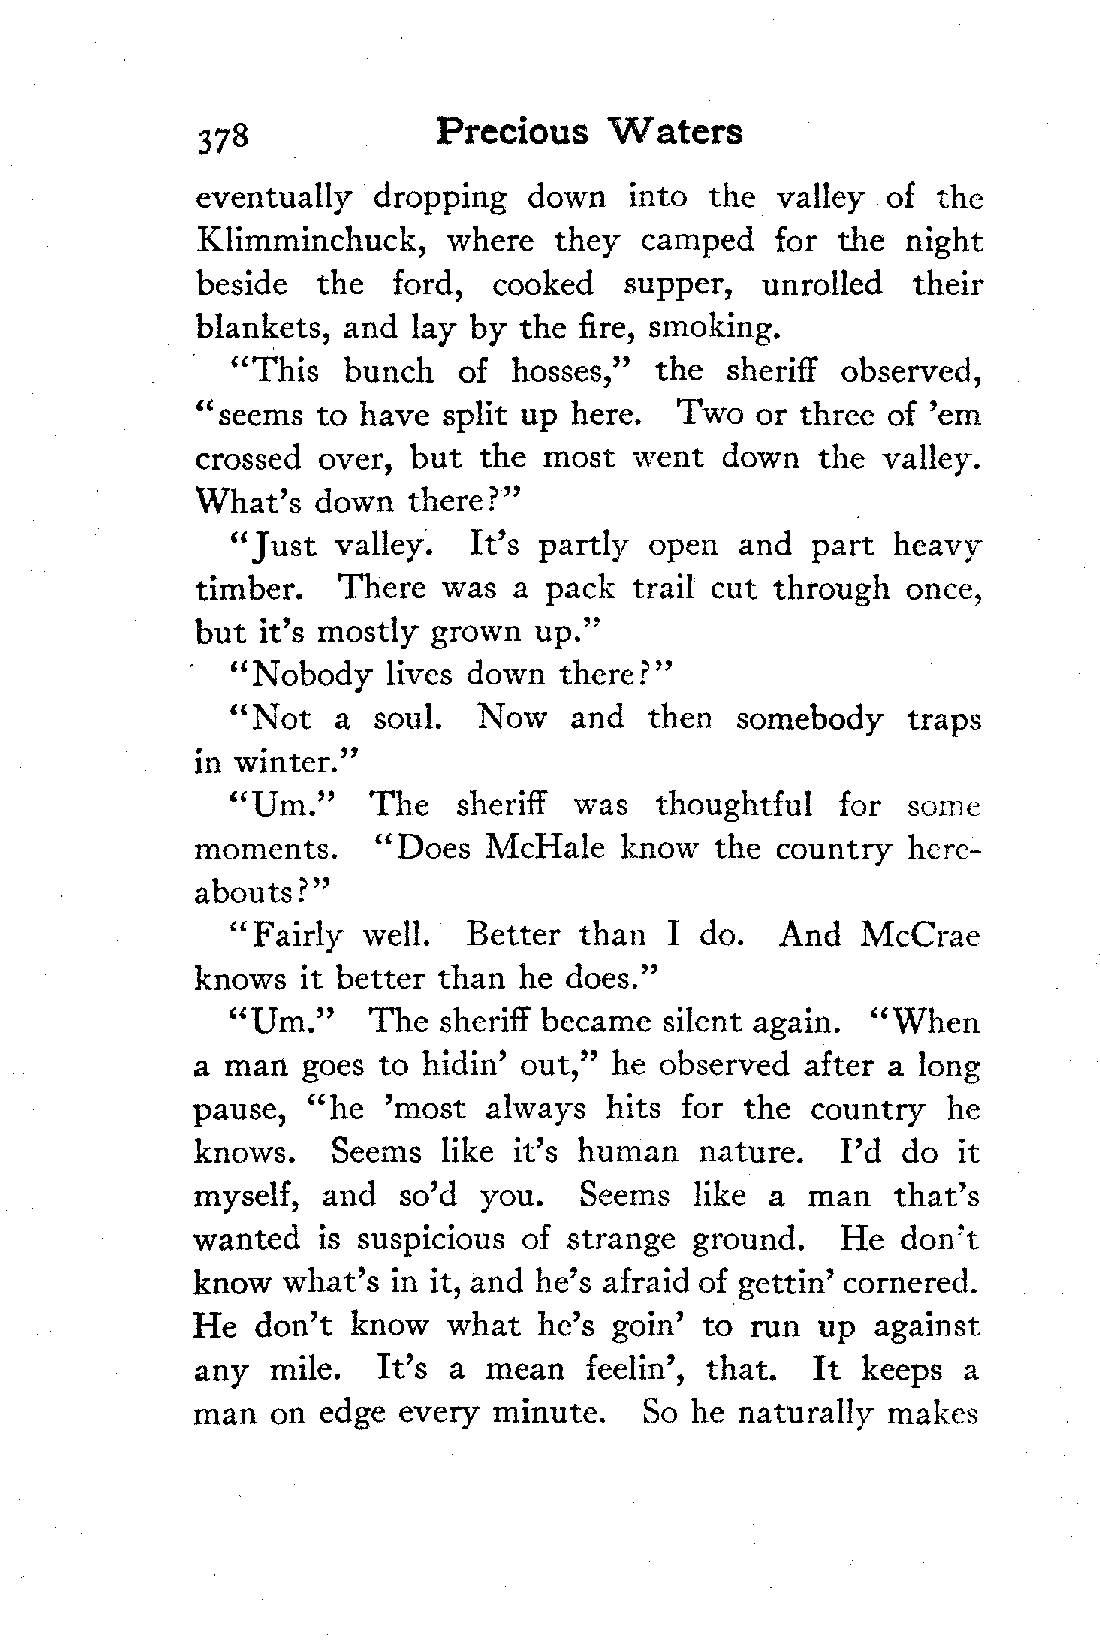 378 Precious Waters
eventually dropping down into the valley of the
Klimminchuck, where they camped for the night
beside the ford, cooked supper, unrolled their
blankets, and lay by the fire, smoking.
“This bunch of hosses,” the sheriff observed,
“seems to have split up here. Two or three of ’em
crossed over, but the most went down the valley.
What’s down there?”
“Just valley. It’s partly open and part heavy
timber. There was a pack trail cut through once,
but it’s mostly grown up.”
“Nobody lives down there?”
“Not a soul. Now and then somebody traps
in winter.”
“Um.” The sheriff was thoughtful for some
moments. “Does McHale know the country here-
abouts?”
“Fairly well. Better than I do. And McCrae
knows it better than he does.”
“Um.” The sheriff became silent again. “When
a man goes to hidin’ out,” he observed after a long
pause, “he ’most always hits for the country he
knows. Seems like it’s human nature. I’d do it
myself, and so’d you. Seems like a man that’s
wanted is suspicious of strange ground. He don’t
know what’s in it, and he’s afraid of gettin’ cornered.
He don’t know what he’s goin’ to run up against
any mile. It’s a mean feelin’, that. It keeps a
man on edge every minute. So he naturally makes